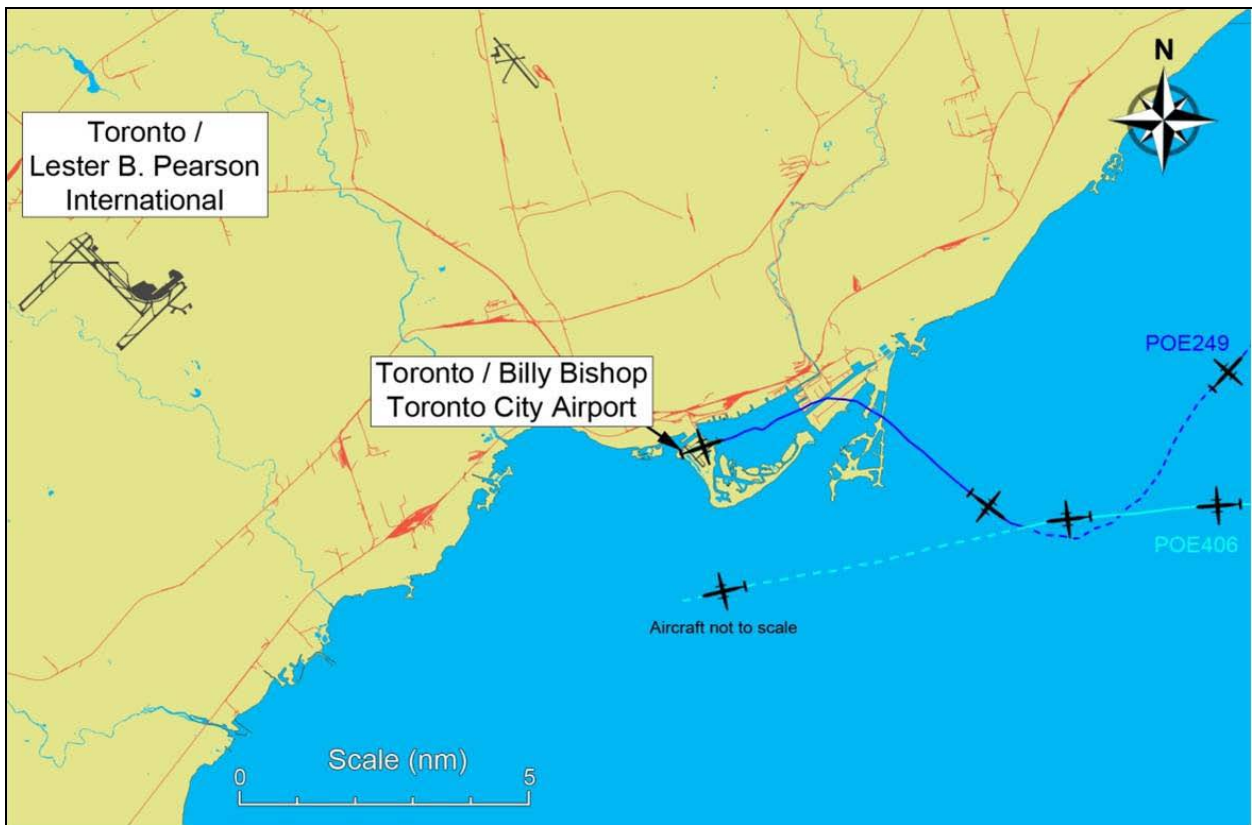 N
Toronto /
Lester B. Pearson
International
POE249
Toronto / Billy Bishop
Toronto City Airport
POE406
Aircraft not to scale
Scale (nm)
0
5